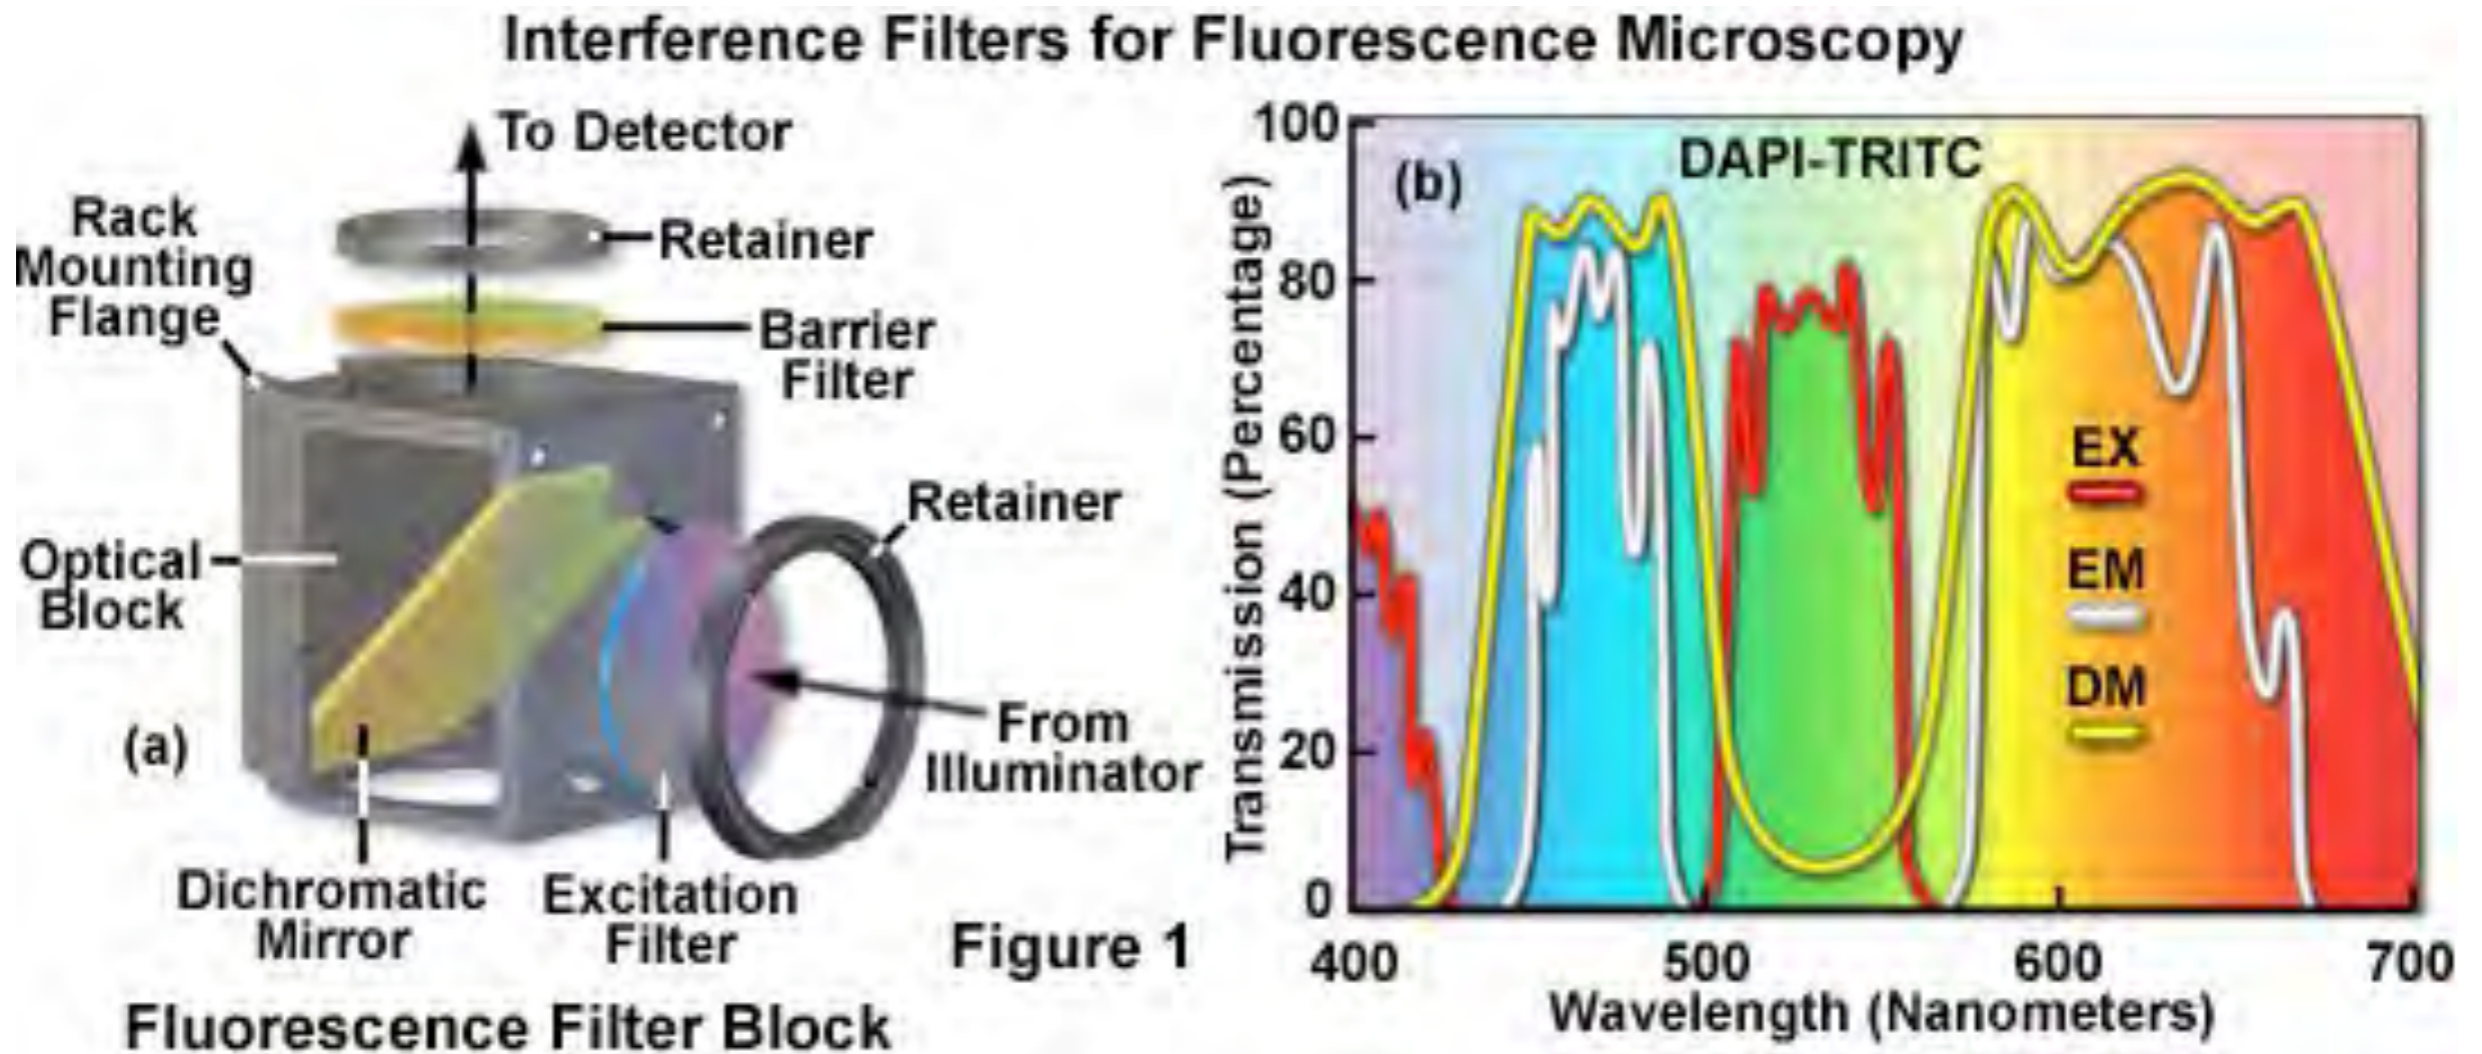 Interference Filters for Fluorescence Microscopy
To Detector
Rack
Mounting
Flange
Retainer
Barrier
Filter
Retainer
Optical
Block
(a)
From
Illuminator
Dichromatic
Mirror
Excitation
Filter
Figure 1
Fluorescence Filter Block
(b)
DAPI-TRITC
Transmission (Percentage)
100
80
60
40
20
0
EX
EM
DM
400 500 600 700
Wavelength (Nanometers)